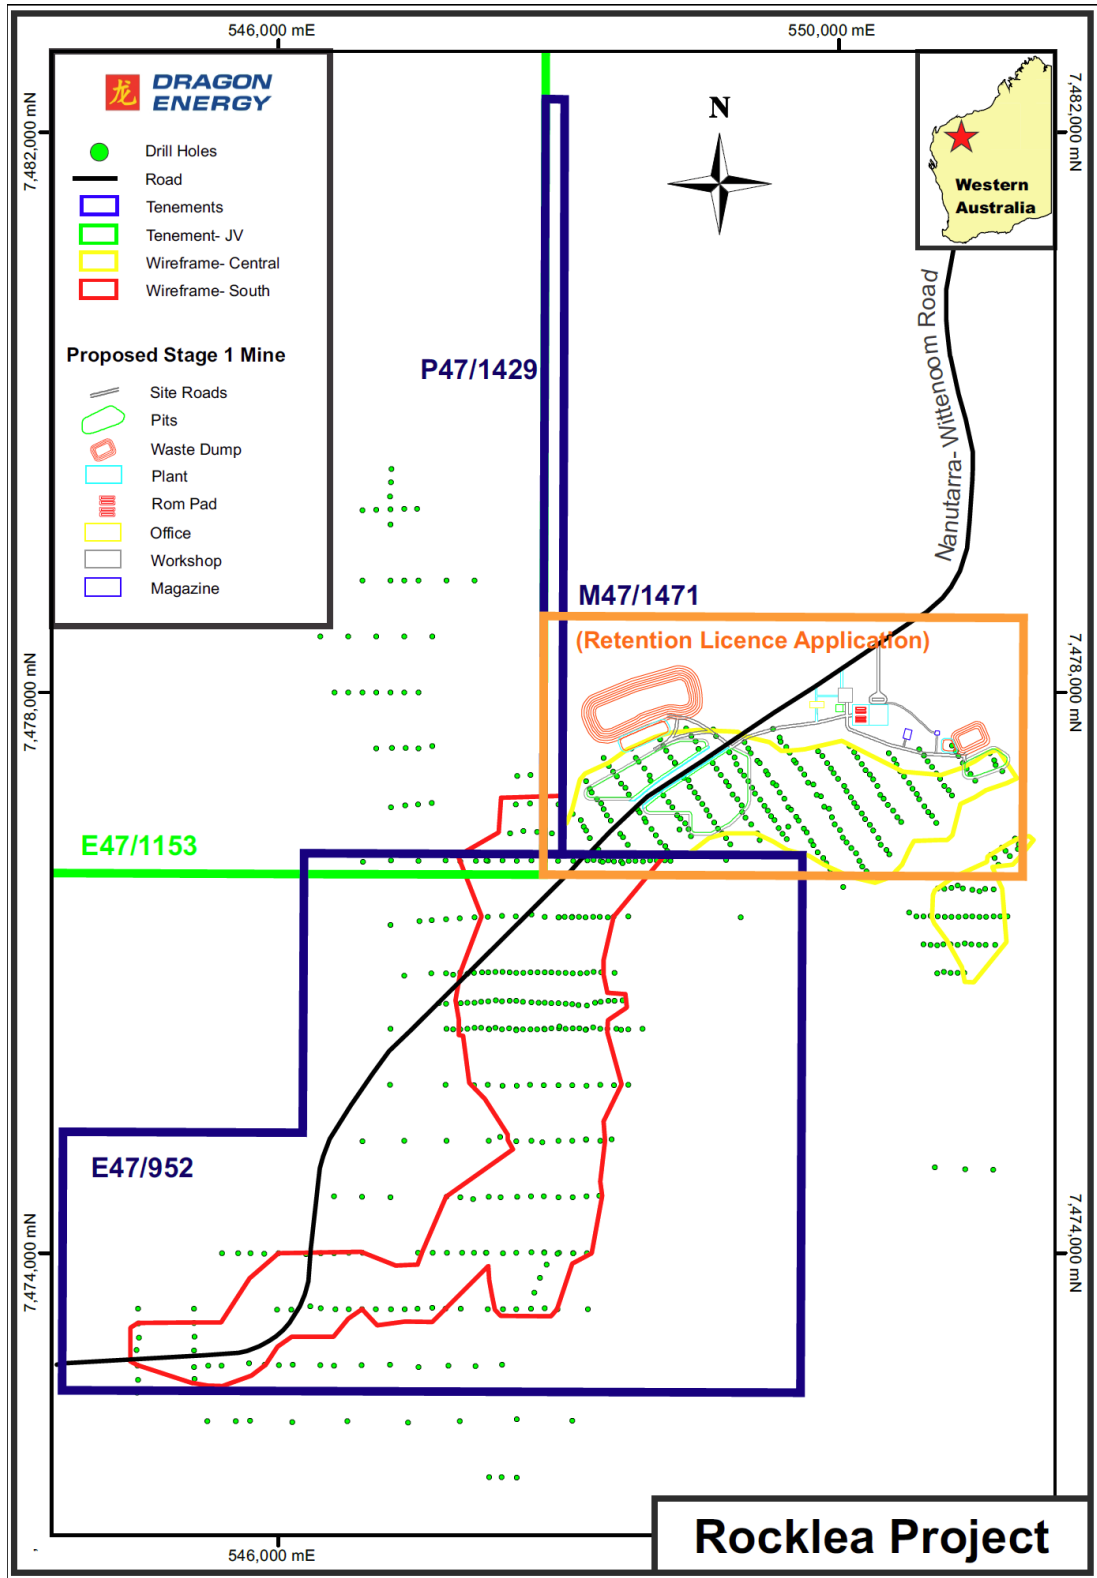 546,000 mE
550,000 mE
7,482,000 mN
7,482,000 mN
龙
DRAGON
ENERGY
Drill Holes
Road
Tenements
Tenement- JV
Wireframe- Central
Wireframe- South
Proposed Stage 1 Mine
Site Roads
Pits
Waste Dump
Plant
Rom Pad
Office
Workshop
Magazine
N
Western
Australia
Nanutarra- Wittenoom Road
P47/1429
M47/1471
(Retention Licence Application)
7,478,000 mN
7,478,000 mN
E47/1153
E47/952
7,474,000 mN
7,474,000 mN
546,000 mE
Rocklea Project